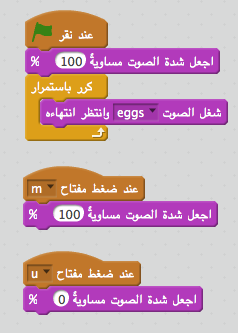 عند نقر
اجعل شدة الصوت مساوية 100 %
كرر باستمرار
شغل الصوت eggs وانتظر انتهاءه
عند ضغط مفتاح m
اجعل شدة الصوت مساوية 100 %
عند ضغط مفتاح u
اجعل شدة الصوت مساوية 0 %